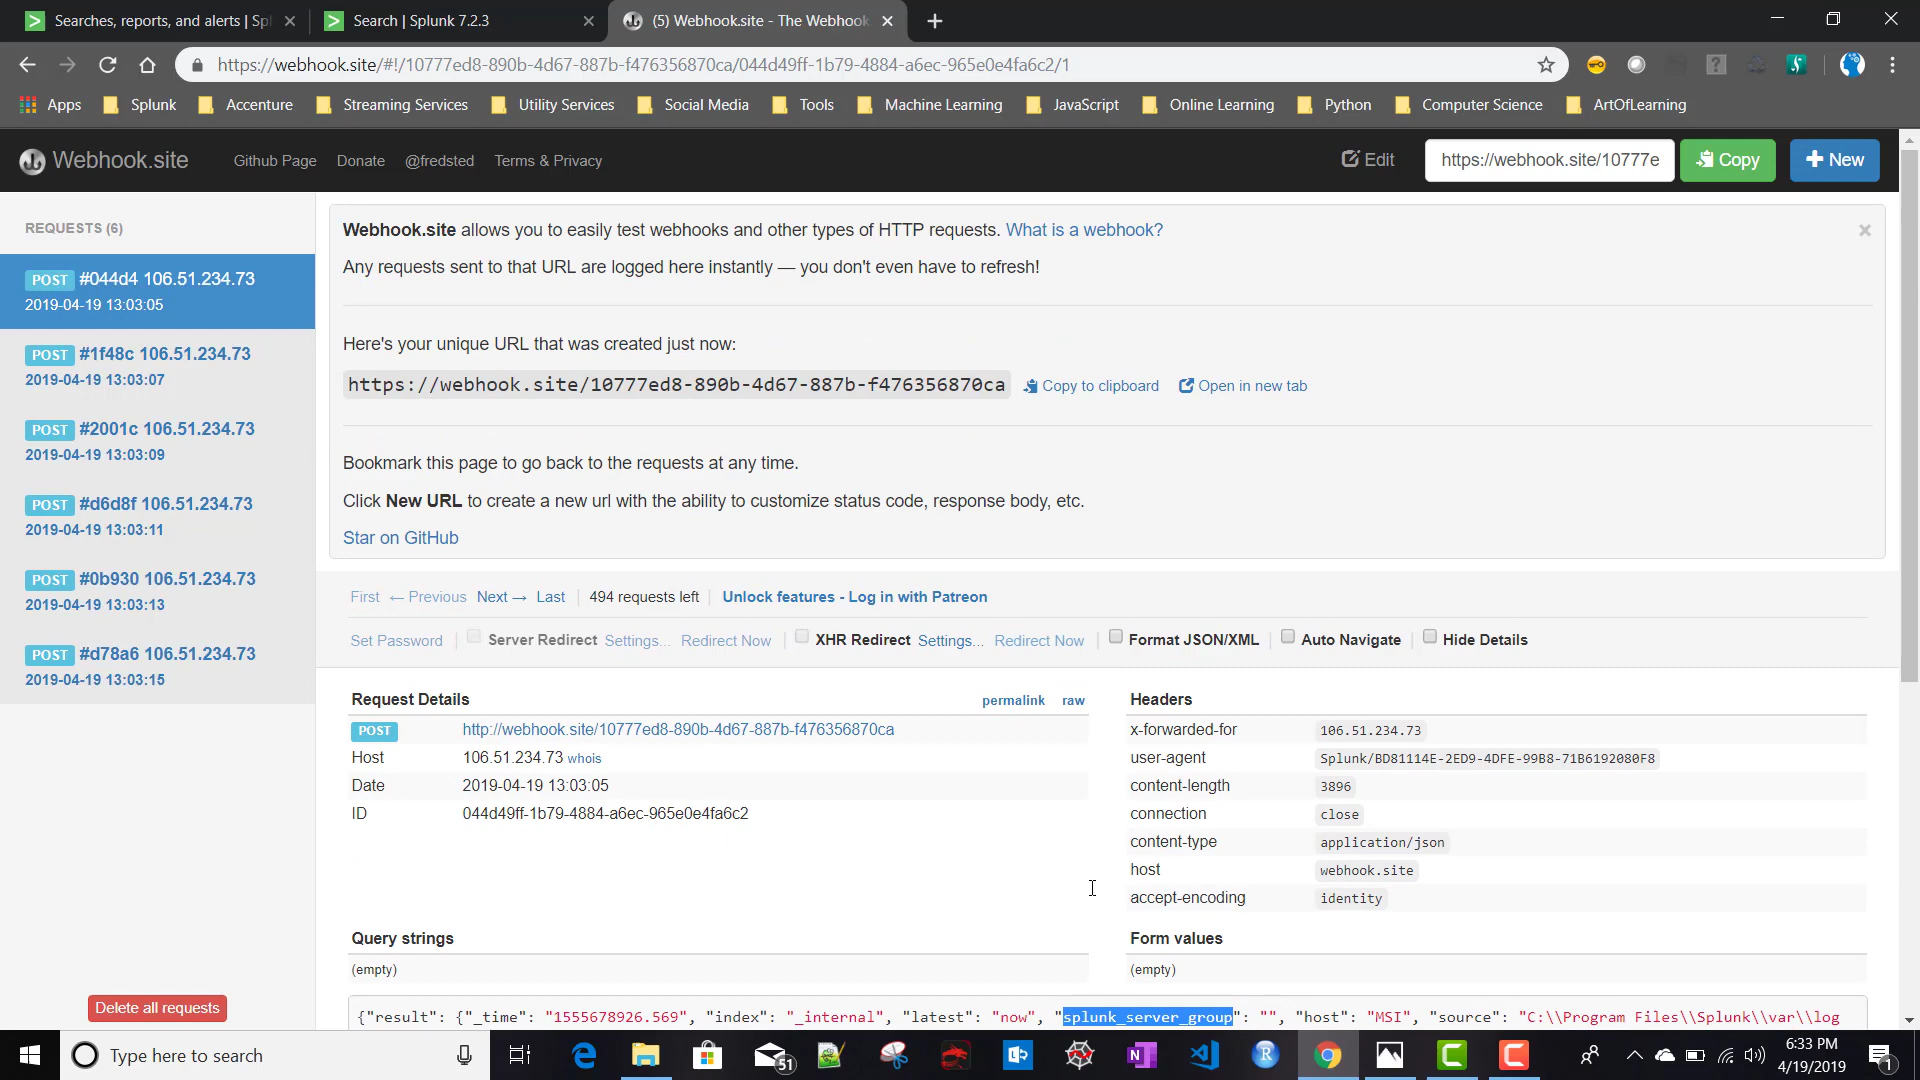 Searches, reports, and alerts | Sp
Search | Splunk 7.2.3
(5) Webhook.site - The Webhook
https://webhook.site/#!/10777ed8-890b-4d67-887b-f476356870ca/044d49ff-1b79-4884-a6ec-965e0e4fa6c2/1
Apps Splunk Accenture Streaming Services Utility Services Social Media Tools Machine Learning JavaScript Online Learning Python Computer Science ArtOfLearning
Webhook.site Github Page Donate @fredsted Terms & Privacy Edit https://webhook.site/10777e Copy New
REQUESTS (6)
POST #044d4 106.51.234.73
2019-04-19 13:03:05
POST #1f48c 106.51.234.73
2019-04-19 13:03:07
POST #2001c 106.51.234.73
2019-04-19 13:03:09
POST #d6d8f 106.51.234.73
2019-04-19 13:03:11
POST #0b930 106.51.234.73
2019-04-19 13:03:13
POST #d78a6 106.51.234.73
2019-04-19 13:03:15
Delete all requests
Webhook.site allows you to easily test webhooks and other types of HTTP requests. What is a webhook?
Any requests sent to that URL are logged here instantly — you don't even have to refresh!
Here's your unique URL that was created just now:
https://webhook.site/10777ed8-890b-4d67-887b-f476356870ca Copy to clipboard Open in new tab
Bookmark this page to go back to the requests at any time.
Click New URL to create a new url with the ability to customize status code, response body, etc.
Star on GitHub
First ← Previous Next → Last 494 requests left Unlock features - Log in with Patreon
Set Password Server Redirect Settings... Redirect Now XHR Redirect Settings... Redirect Now Format JSON/XML Auto Navigate Hide Details
Request Details permalink raw
POST http://webhook.site/10777ed8-890b-4d67-887b-f476356870ca
Host 106.51.234.73 whois
Date 2019-04-19 13:03:05
ID 044d49ff-1b79-4884-a6ec-965e0e4fa6c2
Headers
x-forwarded-for 106.51.234.73
user-agent Splunk/BD81114E-2ED9-4DFE-99B8-71B6192080F8
content-length 3896
connection close
content-type application/json
host webhook.site
accept-encoding identity
Query strings
(empty)
Form values
(empty)
{"result": {"_time": "1555678926.569", "index": "_internal", "latest": "now", "splunk_server_group": "", "host": "MSI", "source": "C:\\Program Files\\Splunk\\var\\log
Type here to search
51
6:33 PM
4/19/2019
1